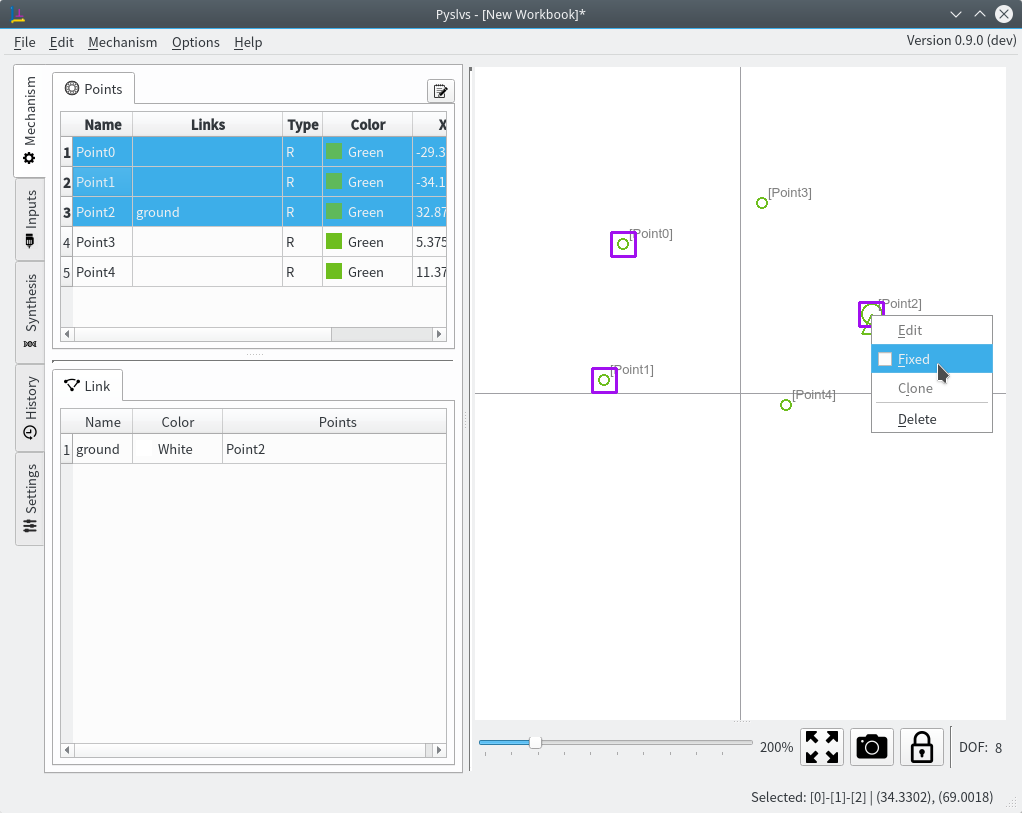 Pyslvs - [New Workbook]*
File Edit Mechanism Options Help
Version 0.9.0 (dev)
Mechanism
Inputs
Synthesis
History
Settings
Points
Name Links Type Color X
1 Point0 R Green -29.3
2 Point1 R Green -34.1
3 Point2 ground R Green 32.87
4 Point3 R Green 5.375
5 Point4 R Green 11.37
Link
Name Color Points
1 ground White Point2
[Point3]
[Point0]
[Point2]
[Point1]
[Point4]
Edit
Fixed
Clone
Delete
200%
DOF: 8
Selected: [0]-[1]-[2] | (34.3302), (69.0018)